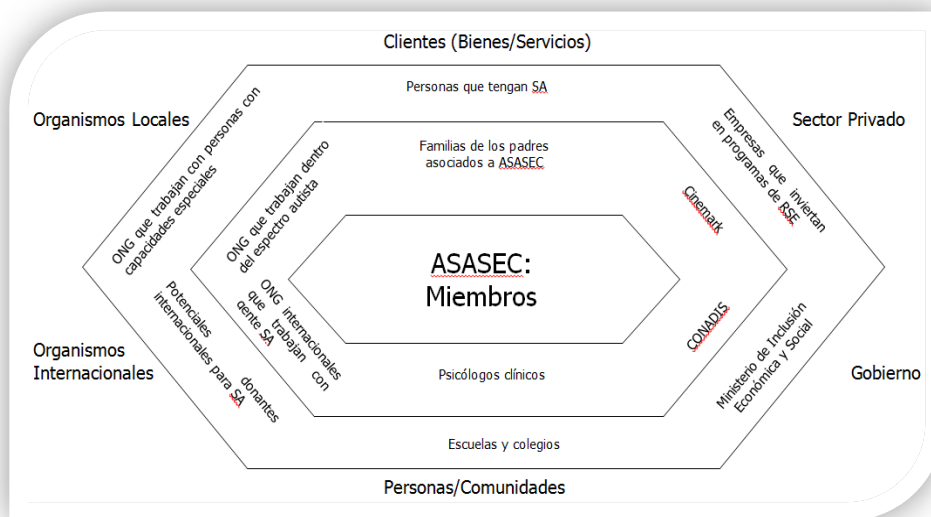 Clientes (Bienes/Servicios)
Personas que tengan SA
Organismos Locales
Sector Privado
ONG que trabajan con personas con
capacidades especiales
Empresas que inviertan
en programas de RSE
Familias de los padres
asociados a ASASEC
ONG que trabajan dentro
del espectro autista
Cinemark
ASASEC:
Miembros
ONG internacionales
que trabajan con
gente SA
Potenciales donantes
internacionales para SA
CONADIS
Ministerio de Inclusión
Económica y Social
Organismos
Internacionales
Gobierno
Psicólogos clínicos
Escuelas y colegios
Personas/Comunidades